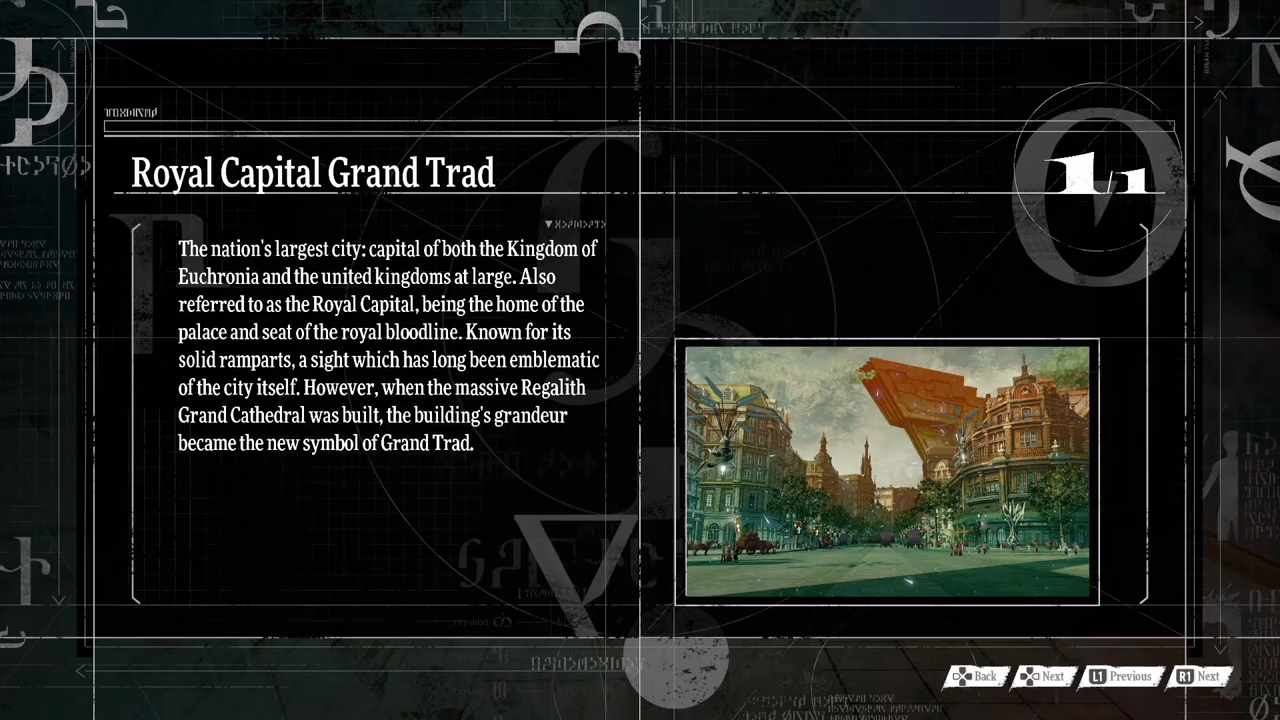 Royal Capital Grand Trad
1/1
The nation's largest city: capital of both the Kingdom of
Euchronia and the united kingdoms at large. Also
referred to as the Royal Capital, being the home of the
palace and seat of the royal bloodline. Known for its
solid ramparts, a sight which has long been emblematic
of the city itself. However, when the massive Regalith
Grand Cathedral was built, the building's grandeur
became the new symbol of Grand Trad.
Back Next L1 Previous R1 Next